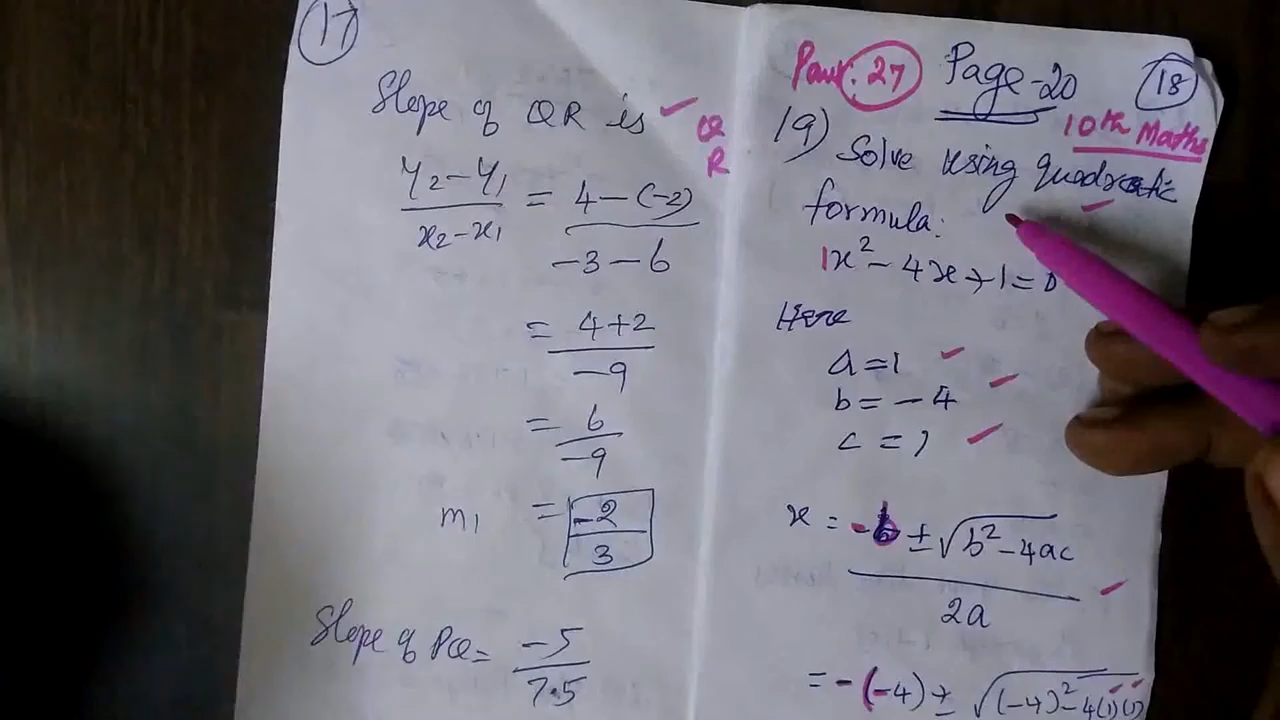 17
Slope of QR is
Q
R
y₂-y₁ / x₂-x₁ = 4-(-2) / -3-6
= 4+2 / -9
= 6 / -9
m₁ = -2 / 3
Slope of PQ = -5 / 7.5
Part: 27 Page-20 18
10th Maths
19) Solve using quadratic
formula:
1x² - 4x + 1 = 0
Here
a = 1
b = - 4
c = 1
x = -b ± √b²-4ac / 2a
= -(-4) ± √(-4)²-4(1)(1)